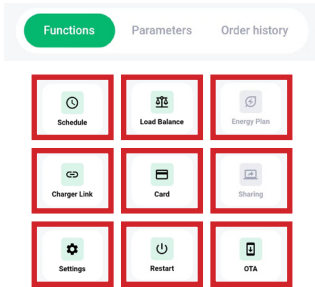 Functions Parameters Order history
Schedule Load Balance Energy Plan
Charger Link Card Sharing
Settings Restart OTA